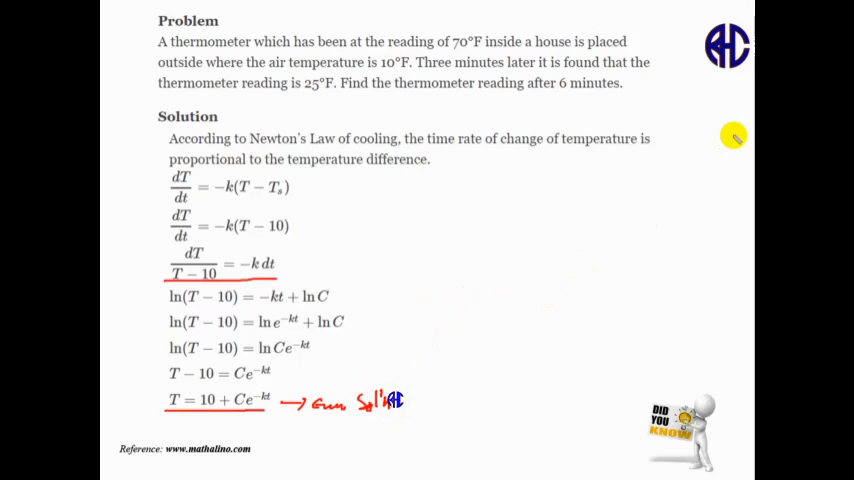 Problem
A thermometer which has been at the reading of 70°F inside a house is placed
outside where the air temperature is 10°F. Three minutes later it is found that the
thermometer reading is 25°F. Find the thermometer reading after 6 minutes.
Solution
According to Newton's Law of cooling, the time rate of change of temperature is
proportional to the temperature difference.
dT/dt = −k(T − Tₛ)
dT/dt = −k(T − 10)
dT/(T − 10) = −k dt
ln(T − 10) = −kt + ln C
ln(T − 10) = ln e^(−kt) + ln C
ln(T − 10) = ln Ce^(−kt)
T − 10 = Ce^(−kt)
T = 10 + Ce^(−kt) → Gen. Sol'n
DID
YOU
KNOW
Reference: www.mathalino.com